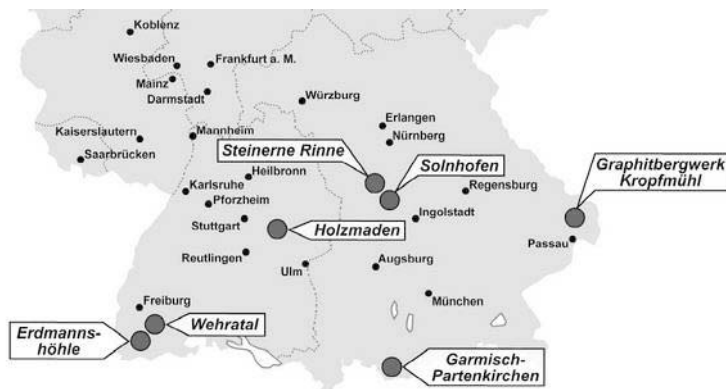 Koblenz
Wiesbaden
Frankfurt a. M.
Mainz
Darmstadt
Würzburg
Erlangen
Kaiserslautern
Mannheim
Nürnberg
Steinerne Rinne
Saarbrücken
Heilbronn
Solnhofen
Graphitbergwerk
Kropfmühl
Karlsruhe
Regensburg
Pforzheim
Stuttgart
Holzmaden
Ingolstadt
Passau
Reutlingen
Ulm
Augsburg
München
Freiburg
Erdmanns-
höhle
Wehratal
Garmisch-
Partenkirchen